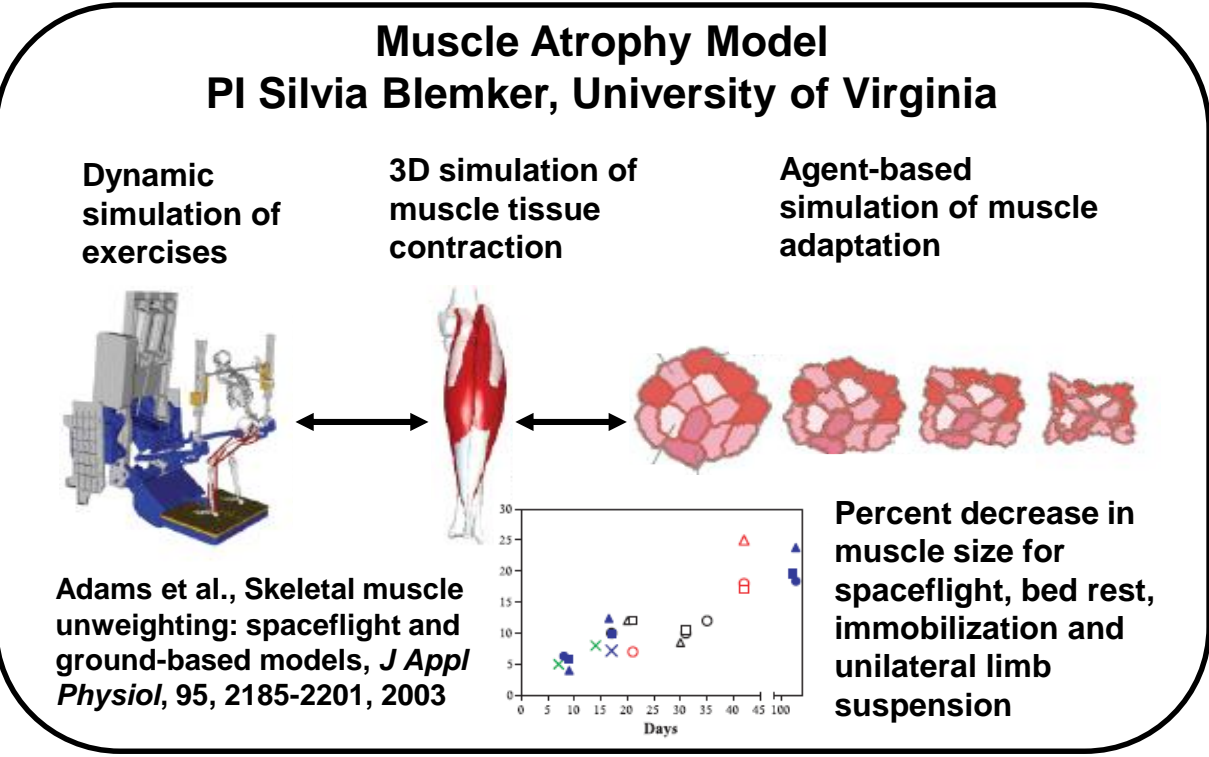 Muscle Atrophy Model
PI Silvia Blemker, University of Virginia
Dynamic
simulation of
exercises
3D simulation of
muscle tissue
contraction
Agent-based
simulation of muscle
adaptation
Adams et al., Skeletal muscle
unweighting: spaceflight and
ground-based models, J Appl
Physiol, 95, 2185-2201, 2003
30
25
20
15
10
5
0
0 5 10 15 20 25 30 35 40 45 100
Days
Percent decrease in
muscle size for
spaceflight, bed rest,
immobilization and
unilateral limb
suspension